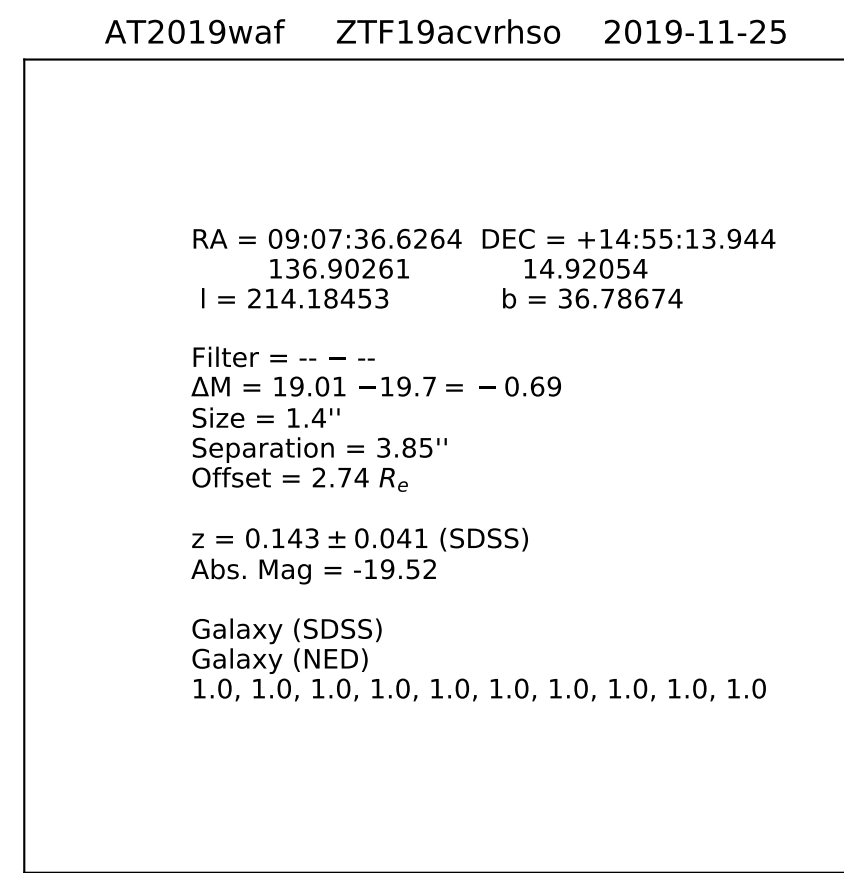 AT2019waf ZTF19acvrhso 2019-11-25
RA = 09:07:36.6264 DEC = +14:55:13.944
136.90261 14.92054
l = 214.18453 b = 36.78674
Filter = -- − --
ΔM = 19.01 −19.7 = − 0.69
Size = 1.4''
Separation = 3.85''
Offset = 2.74 Rₑ
z = 0.143 ± 0.041 (SDSS)
Abs. Mag = -19.52
Galaxy (SDSS)
Galaxy (NED)
1.0, 1.0, 1.0, 1.0, 1.0, 1.0, 1.0, 1.0, 1.0, 1.0